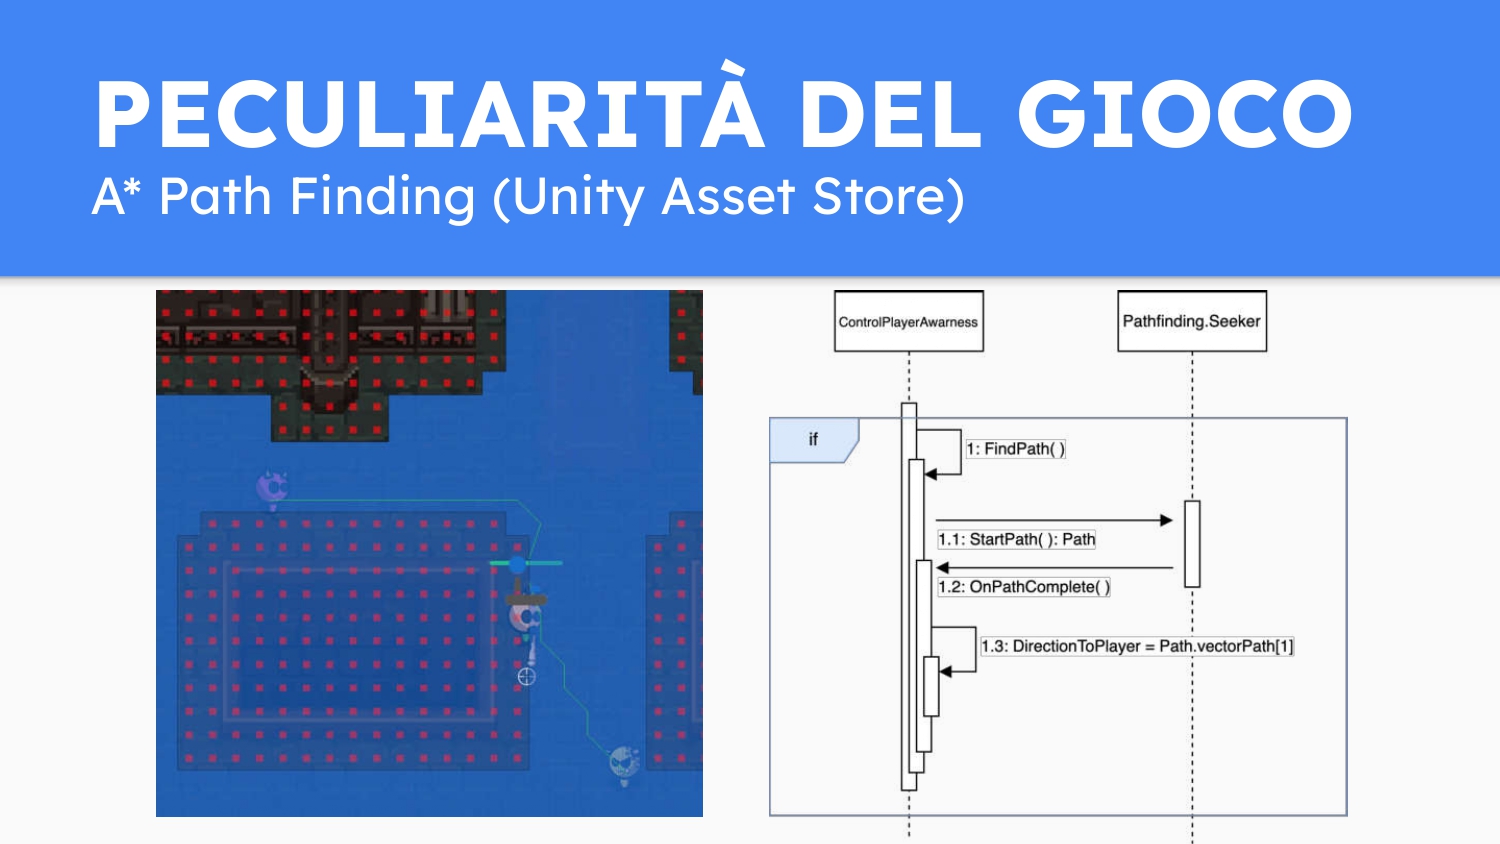 PECULIARITÀ DEL GIOCO
A* Path Finding (Unity Asset Store)
ControlPlayerAwarness
Pathfinding.Seeker
if
1: FindPath( )
1.1: StartPath( ): Path
1.2: OnPathComplete( )
1.3: DirectionToPlayer = Path.vectorPath[1]